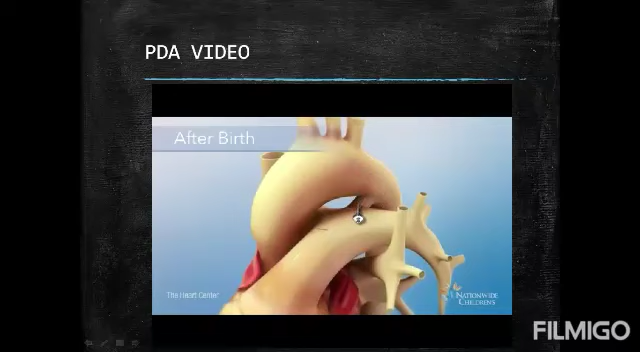 PDA VIDEO
After Birth
The Heart Center
NATIONWIDE
CHILDREN'S
FILMIGO